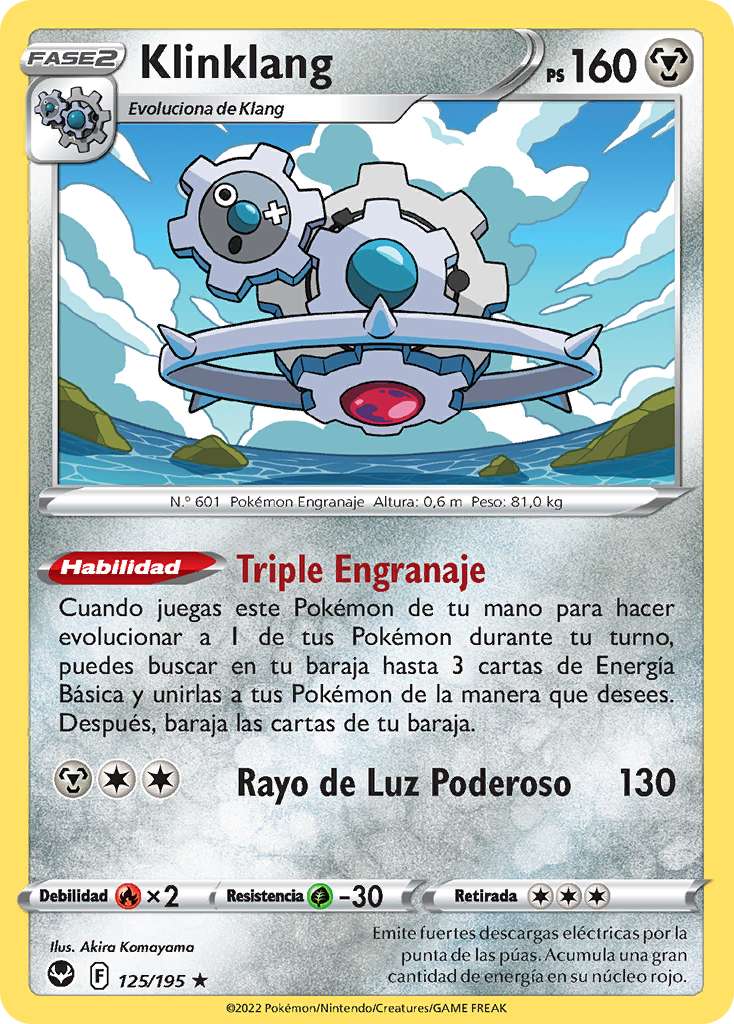 FASE2
Klinklang
PS 160
Evoluciona de Klang
N.º 601 Pokémon Engranaje Altura: 0,6 m Peso: 81,0 kg
Habilidad Triple Engranaje
Cuando juegas este Pokémon de tu mano para hacer
evolucionar a 1 de tus Pokémon durante tu turno,
puedes buscar en tu baraja hasta 3 cartas de Energía
Básica y unirlas a tus Pokémon de la manera que desees.
Después, baraja las cartas de tu baraja.
Rayo de Luz Poderoso 130
Debilidad ×2 Resistencia -30 Retirada
Ilus. Akira Komayama
F 125/195 ★
Emite fuertes descargas eléctricas por la
punta de las púas. Acumula una gran
cantidad de energía en su núcleo rojo.
©2022 Pokémon/Nintendo/Creatures/GAME FREAK